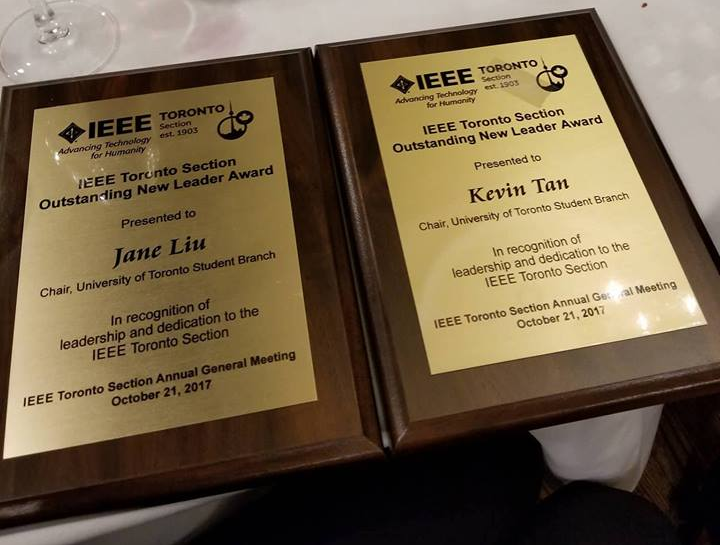 IEEE TORONTO
Section
est. 1903
Advancing Technology
for Humanity
IEEE Toronto Section
Outstanding New Leader Award
Presented to
Jane Liu
Chair, University of Toronto Student Branch
In recognition of
leadership and dedication to the
IEEE Toronto Section
IEEE Toronto Section Annual General Meeting
October 21, 2017
IEEE TORONTO
Section
est. 1903
Advancing Technology
for Humanity
IEEE Toronto Section
Outstanding New Leader Award
Presented to
Kevin Tan
Chair, University of Toronto Student Branch
In recognition of
leadership and dedication to the
IEEE Toronto Section
IEEE Toronto Section Annual General Meeting
October 21, 2017